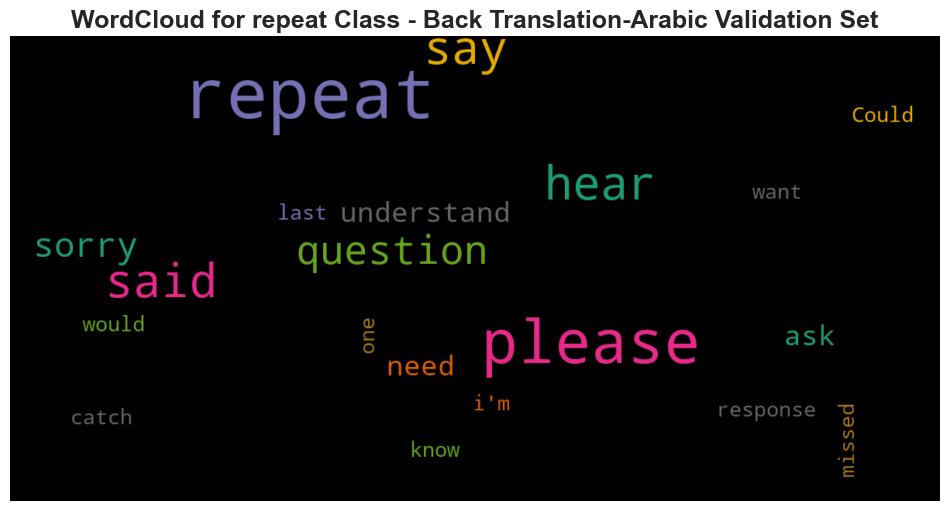 WordCloud for repeat Class - Back Translation-Arabic Validation Set
say
repeat
Could
hear
want
last understand
sorry
question
said
would
one
please
ask
need
i'm
catch
response
missed
know